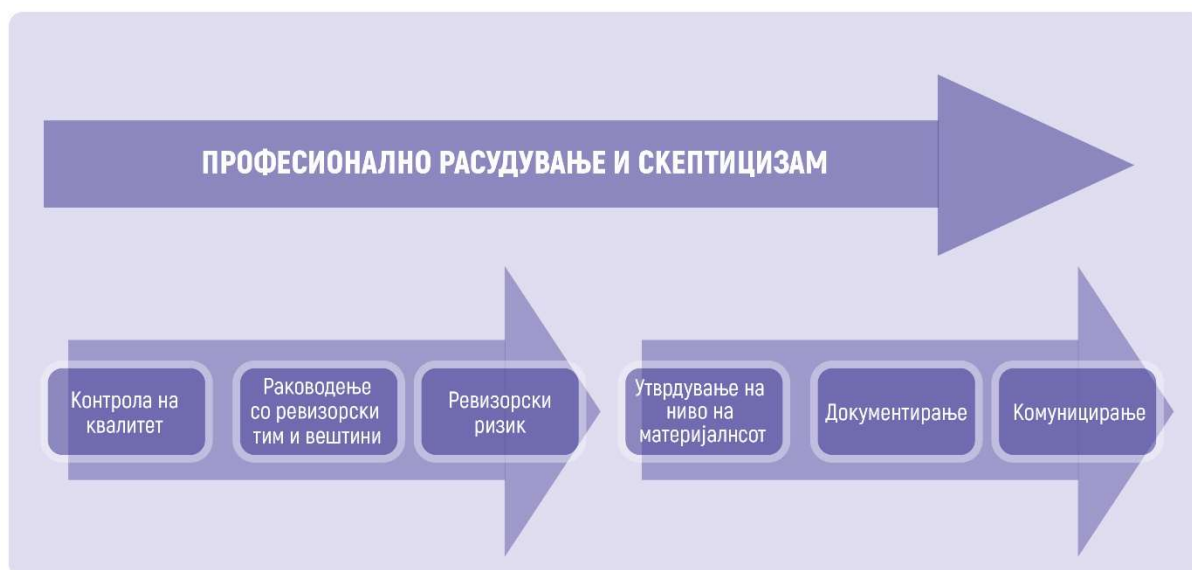 ПРОФЕСИОНАЛНО РАСУДУВАЊЕ И СКЕПТИЦИЗАМ
Контрола на
квалитет
Раководење
со ревизорски
тим и вештини
Ревизорски
ризик
Утврдување на
ниво на
материјалнсот
Документирање
Комуницирање